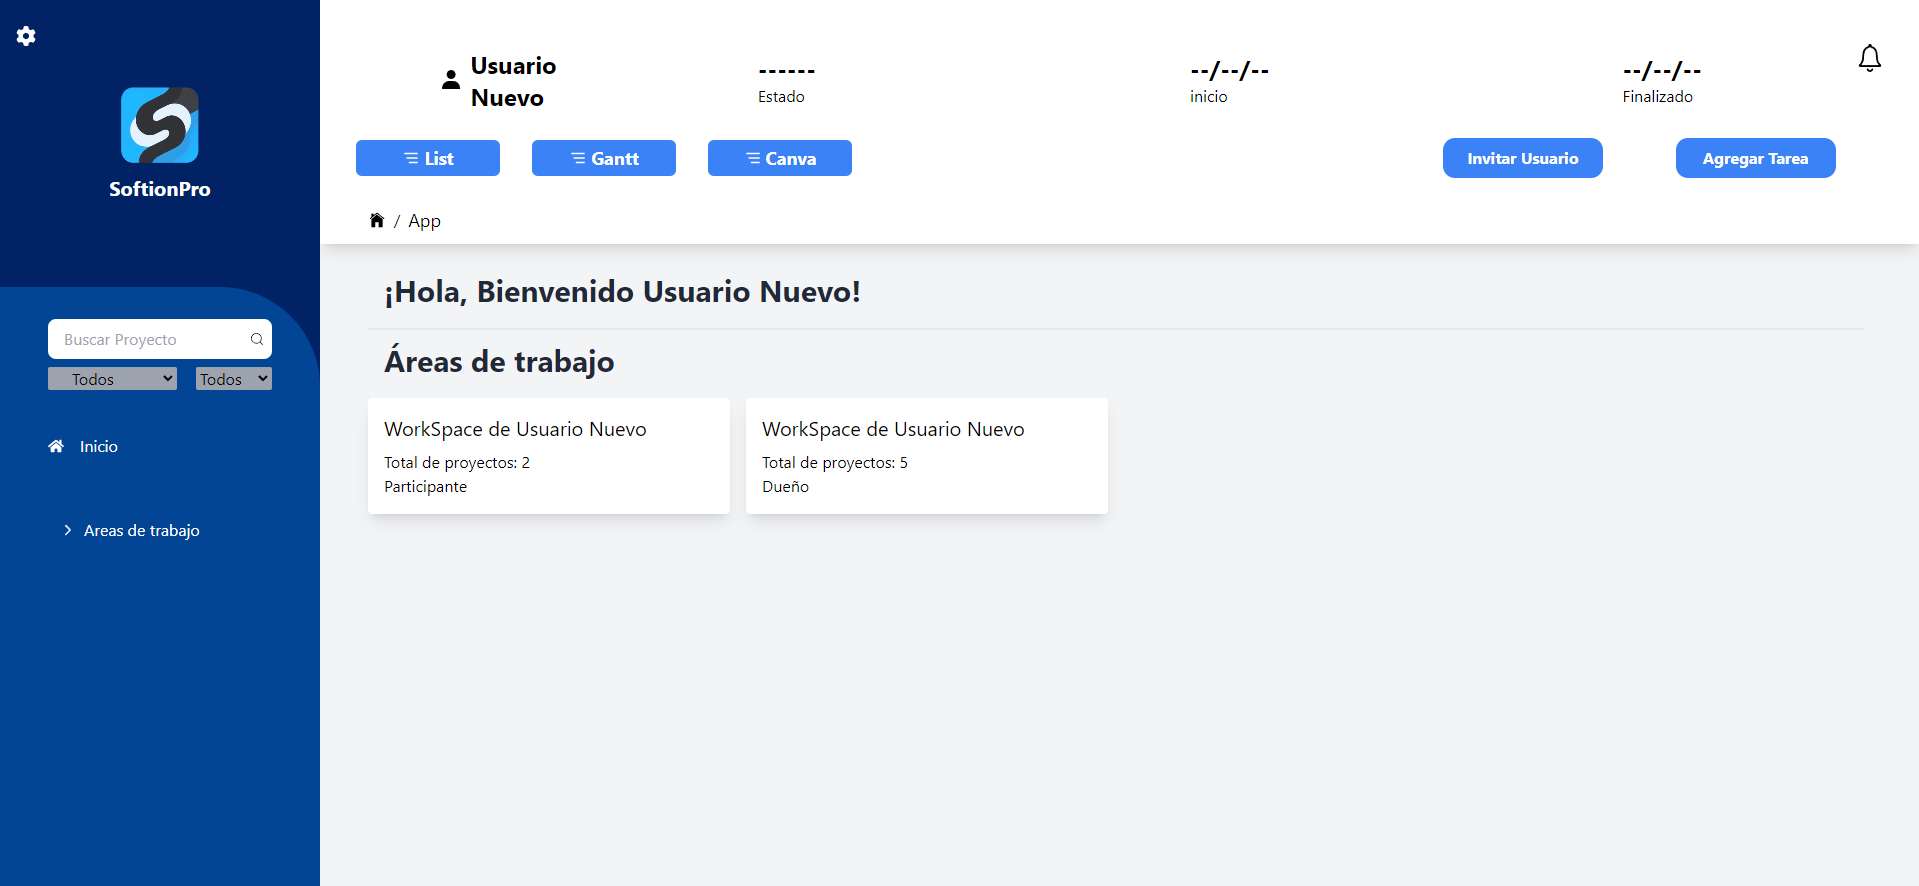 SoftionPro
Buscar Proyecto
Todos
Todos
Inicio
Areas de trabajo
Usuario
Nuevo
------
Estado
--/--/--
inicio
--/--/--
Finalizado
List
Gantt
Canva
Invitar Usuario
Agregar Tarea
/ App
¡Hola, Bienvenido Usuario Nuevo!
Áreas de trabajo
WorkSpace de Usuario Nuevo
Total de proyectos: 2
Participante
WorkSpace de Usuario Nuevo
Total de proyectos: 5
Dueño